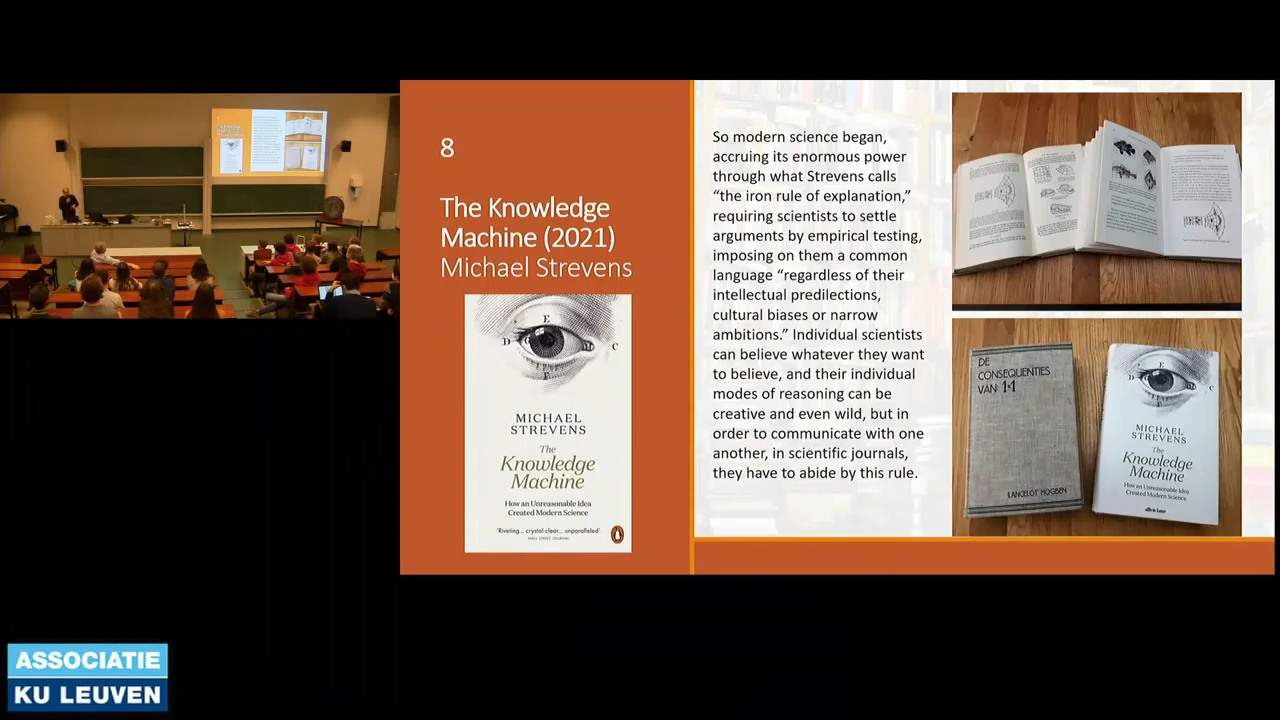 8
The Knowledge
Machine (2021)
Michael Strevens
E
D
C
F
MICHAEL
STREVENS
The
Knowledge
Machine
How an Unreasonable Idea
Created Modern Science
'Riveting... crystal-clear... unparalleled'
WALL STREET JOURNAL
So modern science began,
accruing its enormous power
through what Strevens calls
“the iron rule of explanation,”
requiring scientists to settle
arguments by empirical testing,
imposing on them a common
language “regardless of their
intellectual predilections,
cultural biases or narrow
ambitions.” Individual scientists
can believe whatever they want
to believe, and their individual
modes of reasoning can be
creative and even wild, but in
order to communicate with one
another, in scientific journals,
they have to abide by this rule.
DE
CONSEQUENTIES
VAN 1+1
LANCELOT HOGBEN
E
D
C
F
MICHAEL
STREVENS
The
Knowledge
Machine
How an Unreasonable Idea
Created Modern Science
ASSOCIATIE
KU LEUVEN